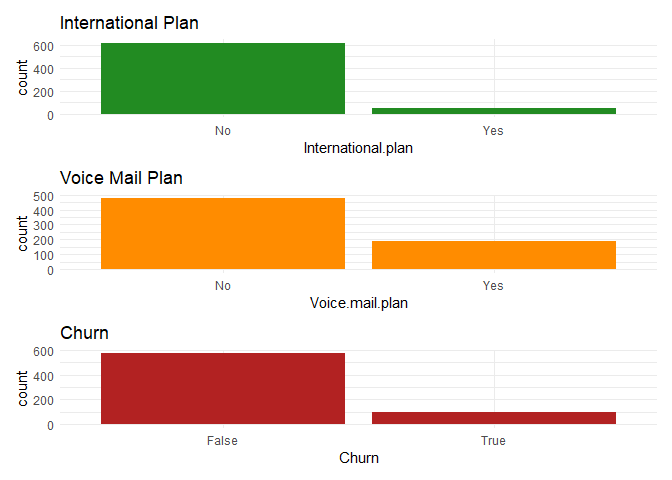 International Plan
600
400
200
0
count
No Yes
International.plan
Voice Mail Plan
500
400
300
200
100
0
count
No Yes
Voice.mail.plan
Churn
600
400
200
0
count
False True
Churn